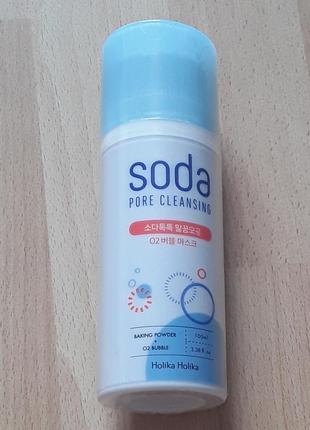 soda
PORE CLEANSING
소다톡톡 말끔모공
O2 버블 마스크
BAKING POWDER
+
O2 BUBBLE
100ml
3.38 fl.oz
Holika Holika